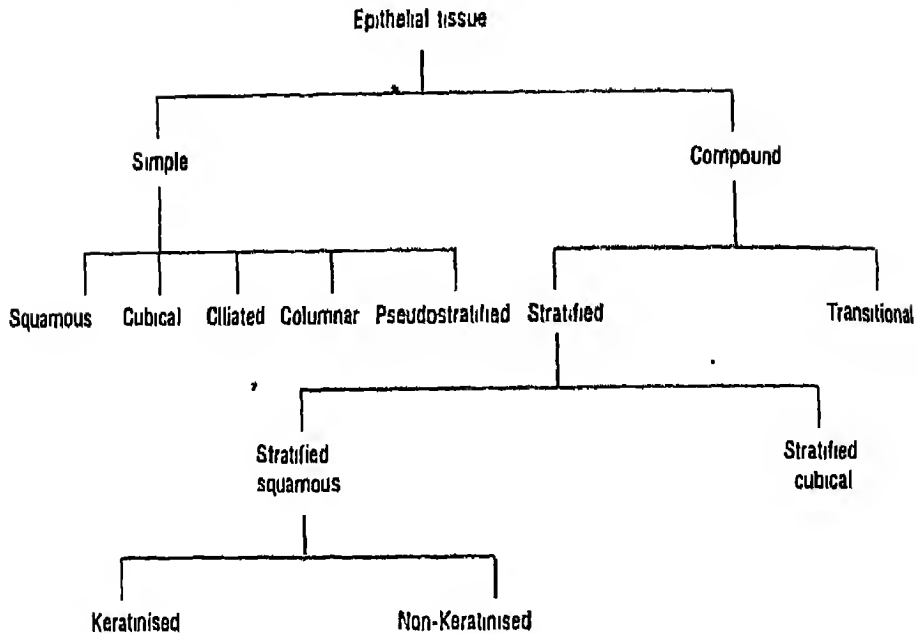 Epithelial tissue
Simple
Compound
Squamous Cubical Ciliated Columnar Pseudostratified Stratified Transitional
Stratified
squamous
Stratified
cubical
Keratinised Non-Keratinised